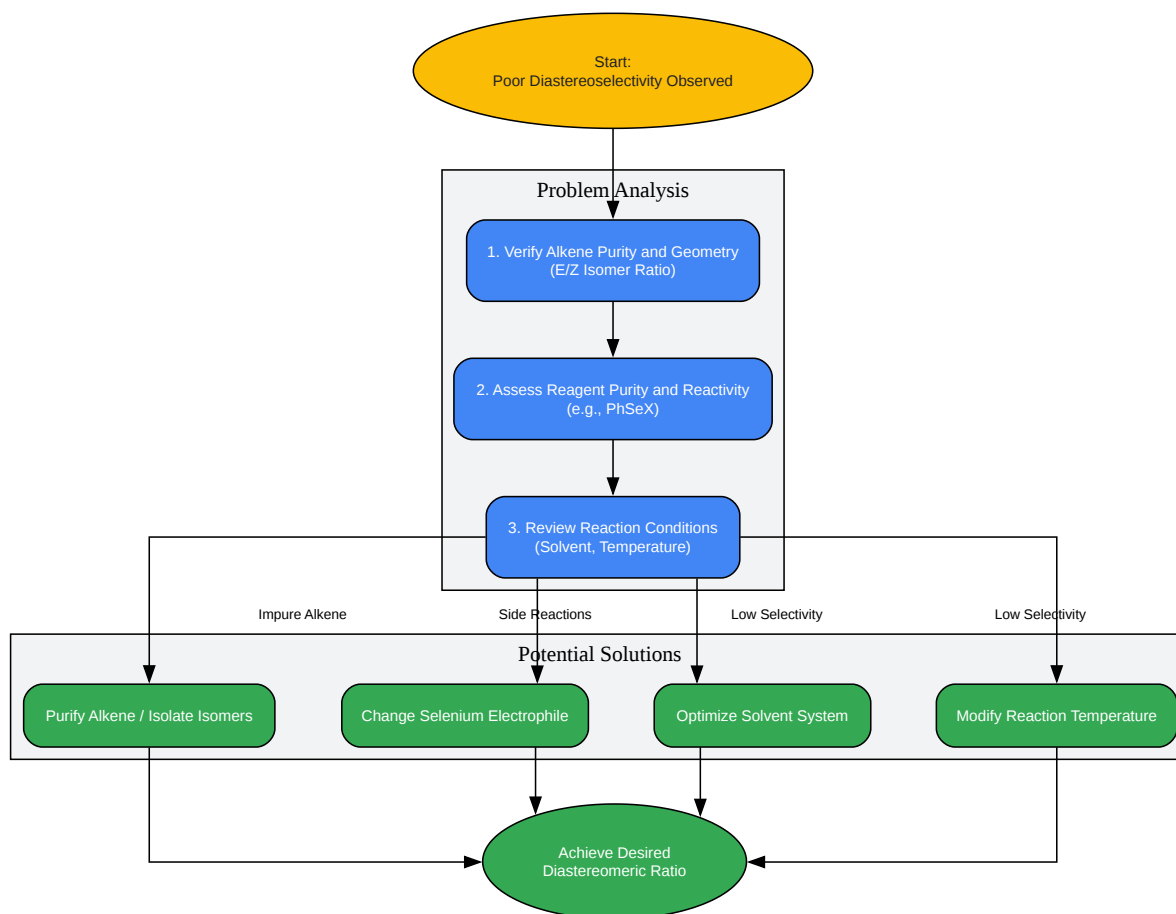 Start:
Poor Diastereoselectivity Observed
Problem Analysis
1. Verify Alkene Purity and Geometry
(E/Z Isomer Ratio)
2. Assess Reagent Purity and Reactivity
(e.g., PhSeX)
3. Review Reaction Conditions
(Solvent, Temperature)
Impure Alkene
Side Reactions
Low Selectivity
Low Selectivity
Potential Solutions
Purify Alkene / Isolate Isomers
Change Selenium Electrophile
Optimize Solvent System
Modify Reaction Temperature
Achieve Desired
Diastereomeric Ratio